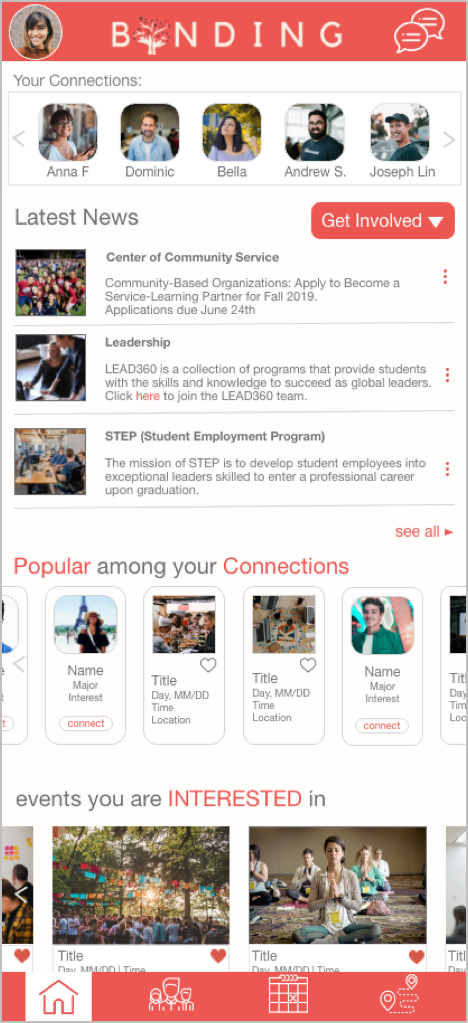 BONDING
Your Connections:
Anna F
Dominic
Bella
Andrew S.
Joseph Lin
Latest News
Get Involved
Center of Community Service
Community-Based Organizations: Apply to Become a
Service-Learning Partner for Fall 2019.
Applications due June 24th
Leadership
LEAD360 is a collection of programs that provide students
with the skills and knowledge to succeed as global leaders.
Click here to join the LEAD360 team.
STEP (Student Employment Program)
The mission of STEP is to develop student employees into
exceptional leaders skilled to enter a professional career
upon graduation.
see all
Popular among your Connections
Name
Major
Interest
connect
Title
Day, MM/DD
Time
Location
Title
Day, MM/DD
Time
Location
Name
Major
Interest
connect
Titl
Day
Time
Loca
events you are INTERESTED in
Title
Day, MM/DD | Time
Title
Day, MM/DD | Time